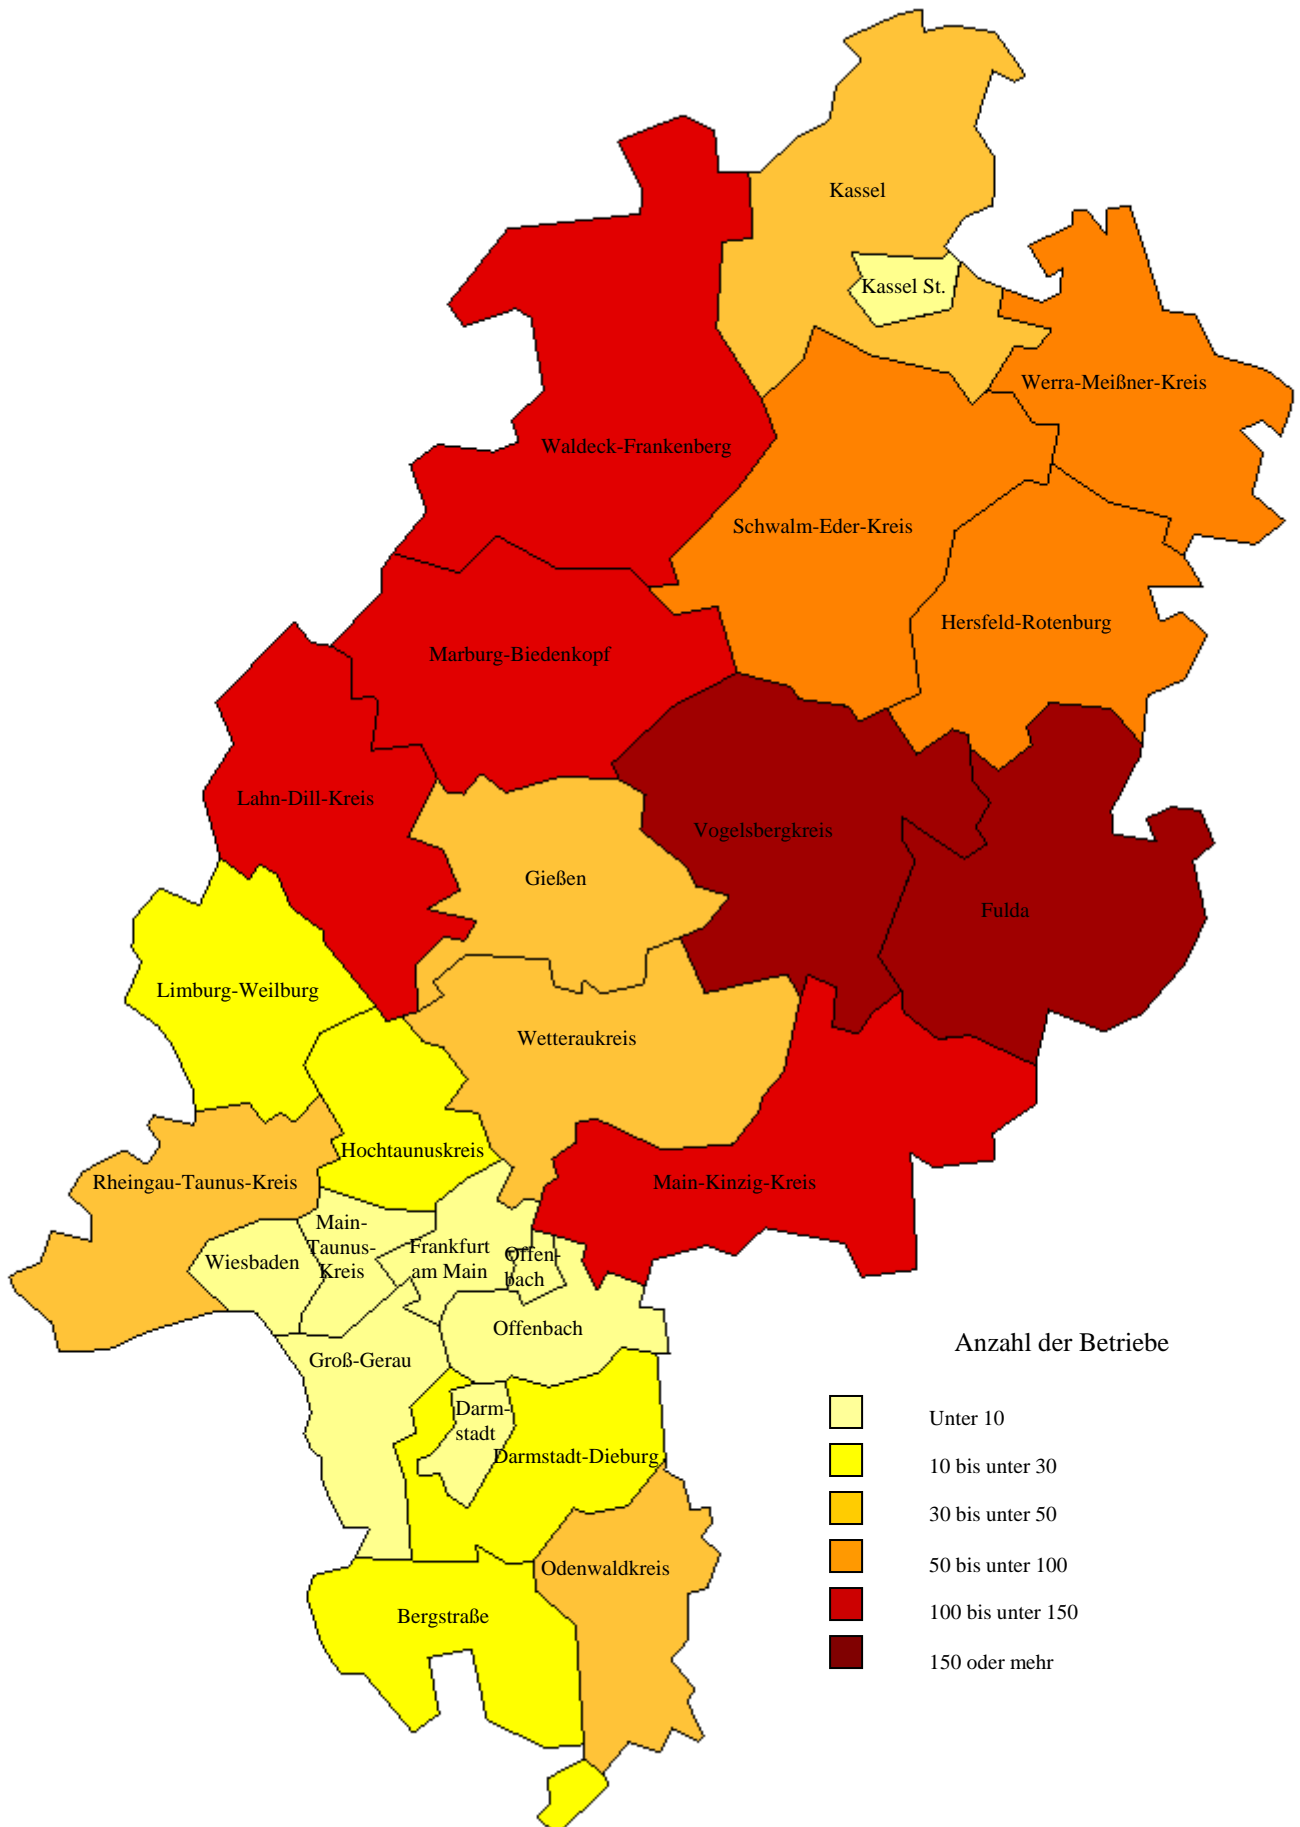 Kassel
Kassel St.
Werra-Meißner-Kreis
Waldeck-Frankenberg
Schwalm-Eder-Kreis
Hersfeld-Rotenburg
Marburg-Biedenkopf
Lahn-Dill-Kreis
Vogelsbergkreis
Gießen
Fulda
Limburg-Weilburg
Wetteraukreis
Hochtaunuskreis
Rheingau-Taunus-Kreis
Main-Kinzig-Kreis
Main-
Taunus-
Kreis
Wiesbaden
Frankfurt
am Main
Offen-
bach
Offenbach
Groß-Gerau
Darm-
stadt
Darmstadt-Dieburg
Odenwaldkreis
Bergstraße
Anzahl der Betriebe
Unter 10
10 bis unter 30
30 bis unter 50
50 bis unter 100
100 bis unter 150
150 oder mehr